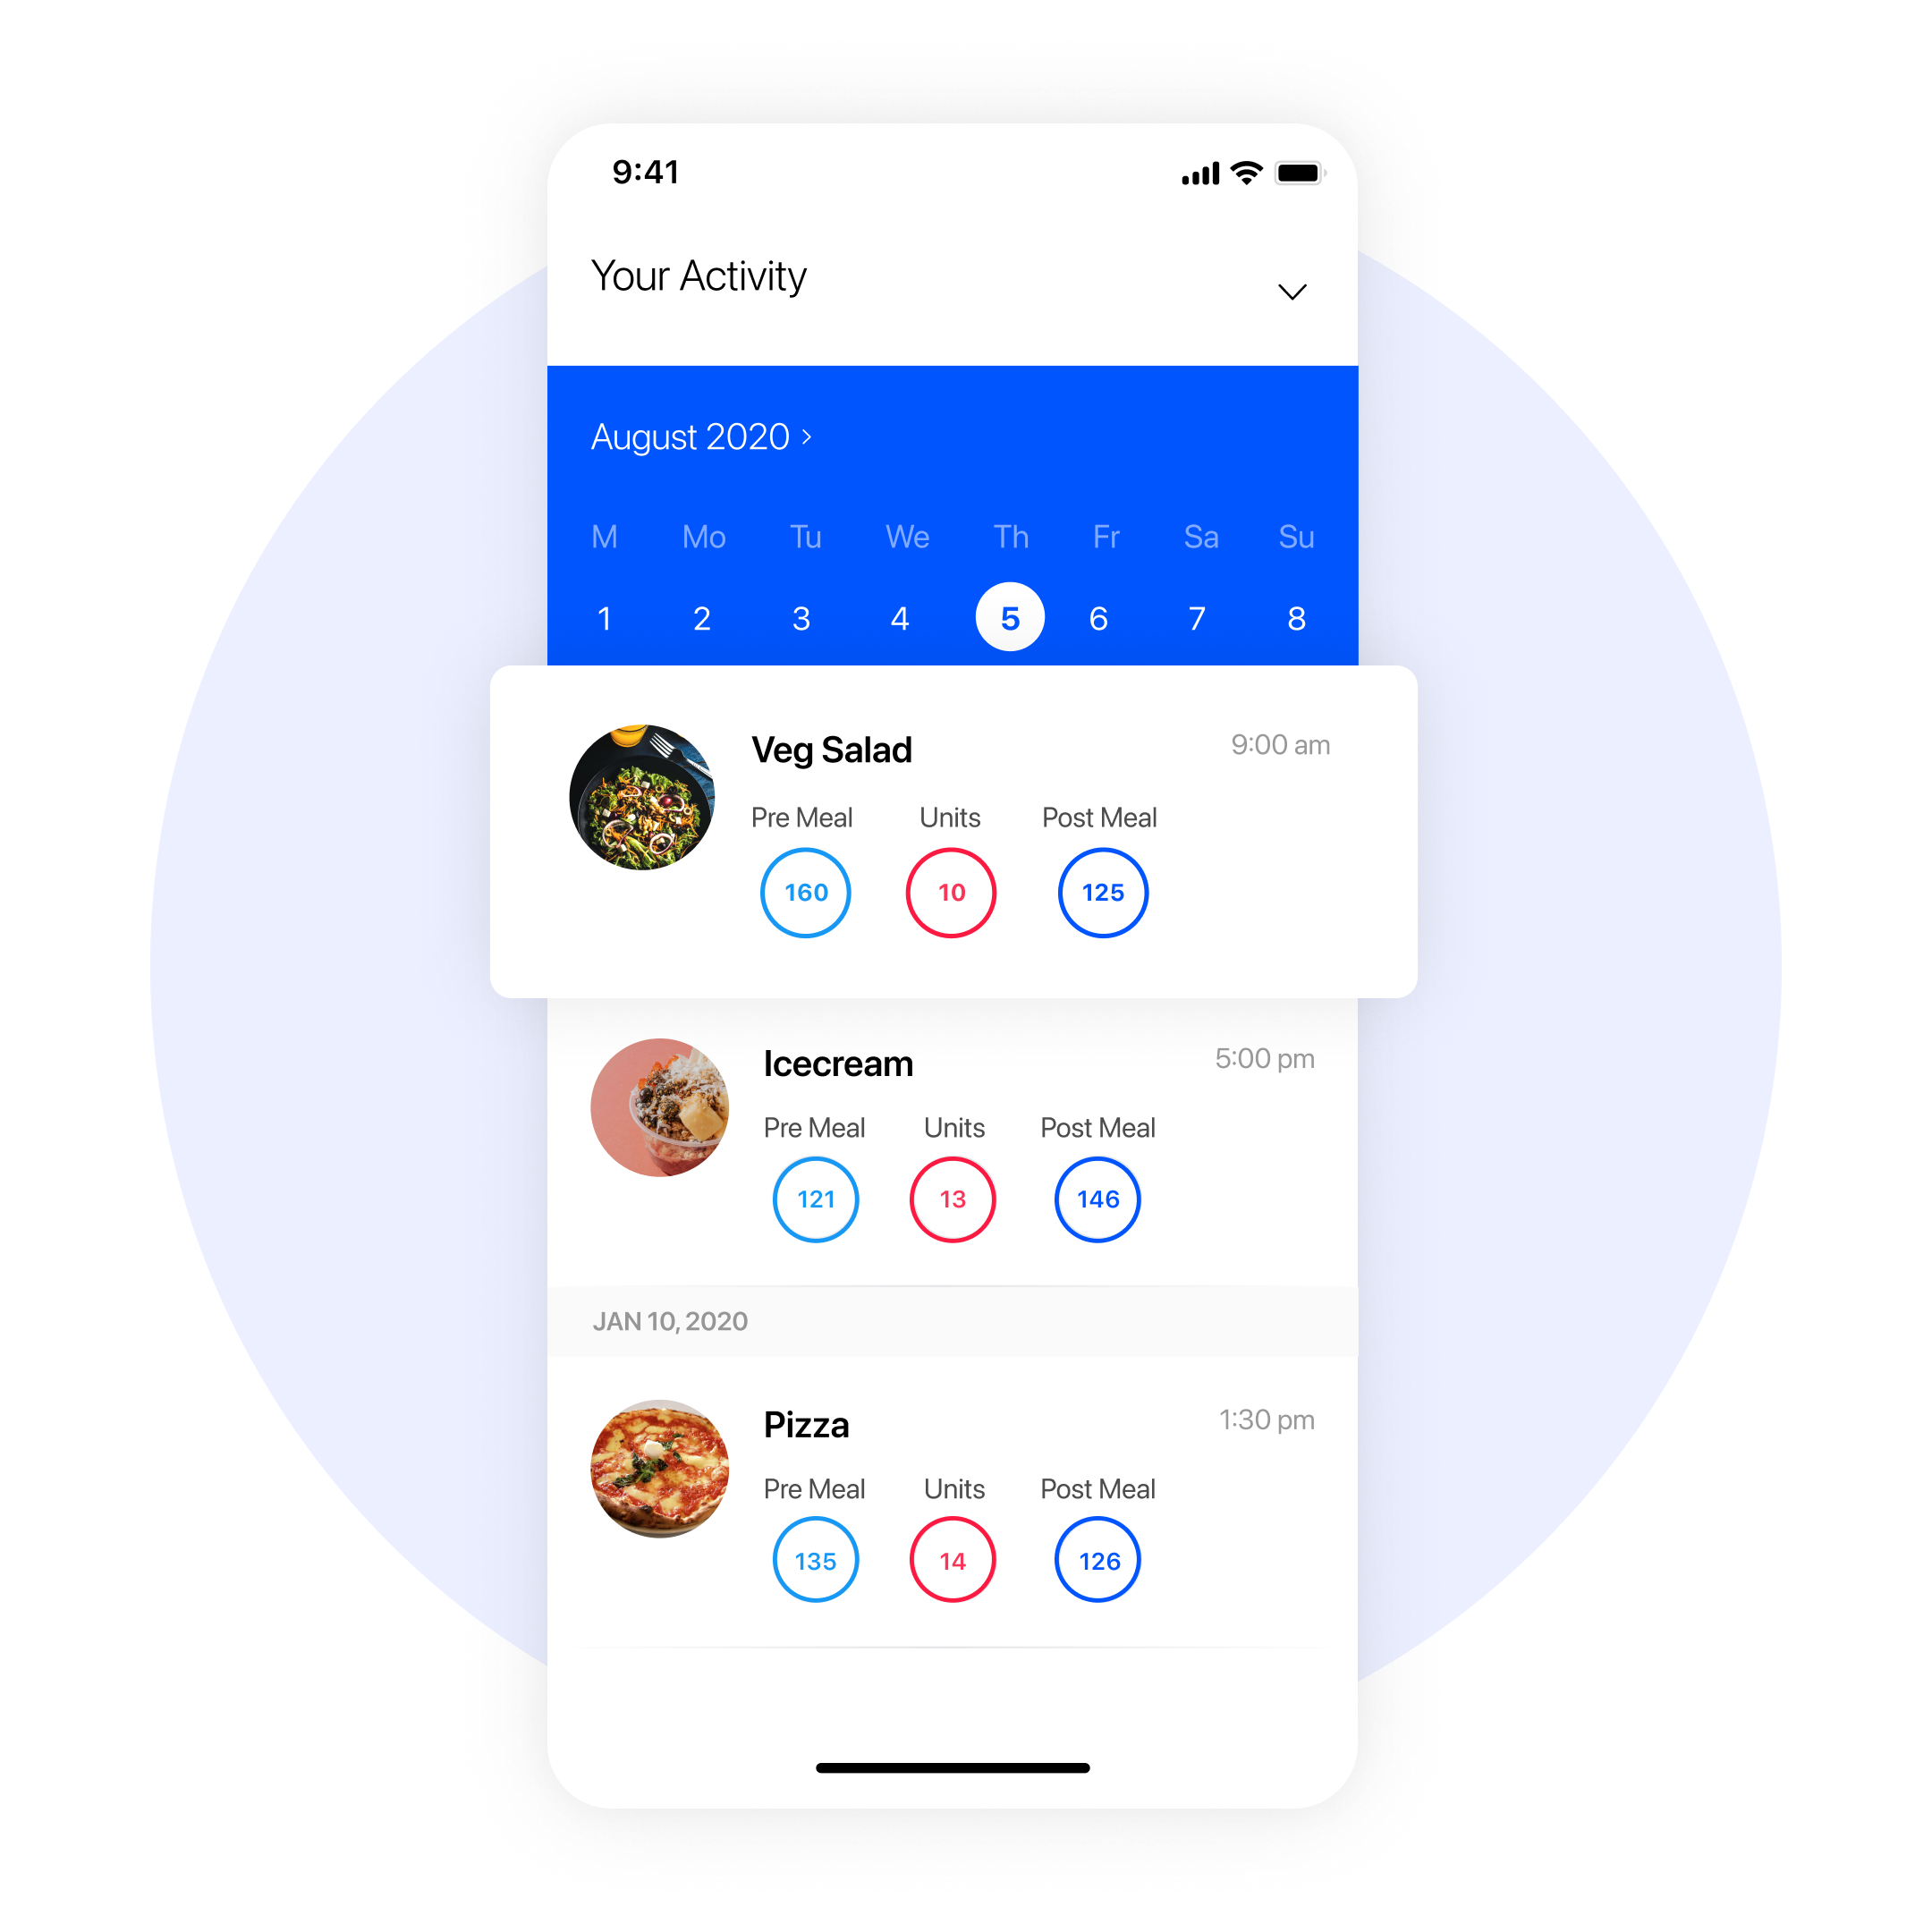 9:41
Your Activity
August 2020 >
M Mo Tu We Th Fr Sa Su
1 2 3 4 5 6 7 8
Veg Salad 9:00 am
Pre Meal Units Post Meal
160 10 125
Icecream 5:00 pm
Pre Meal Units Post Meal
121 13 146
JAN 10, 2020
Pizza 1:30 pm
Pre Meal Units Post Meal
135 14 126